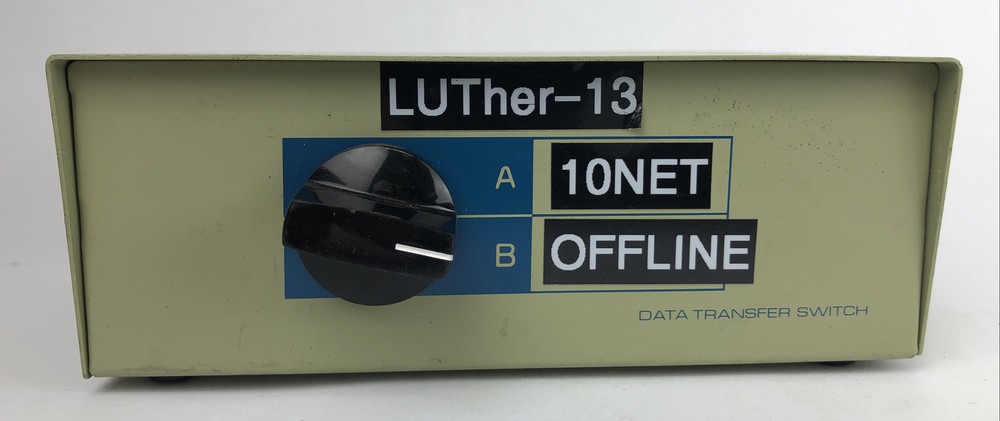 LUTher-13
A 10NET
B OFFLINE
DATA TRANSFER SWITCH